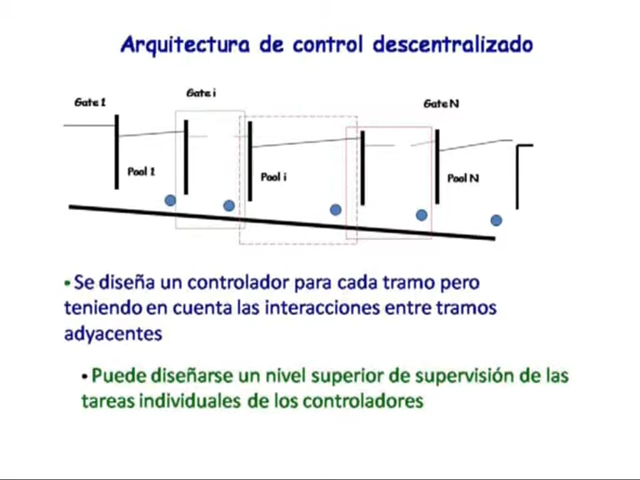 Arquitectura de control descentralizado
Gate 1
Gate i
Gate N
Pool 1
Pool i
Pool N
• Se diseña un controlador para cada tramo pero
teniendo en cuenta las interacciones entre tramos
adyacentes
• Puede diseñarse un nivel superior de supervisión de las
tareas individuales de los controladores